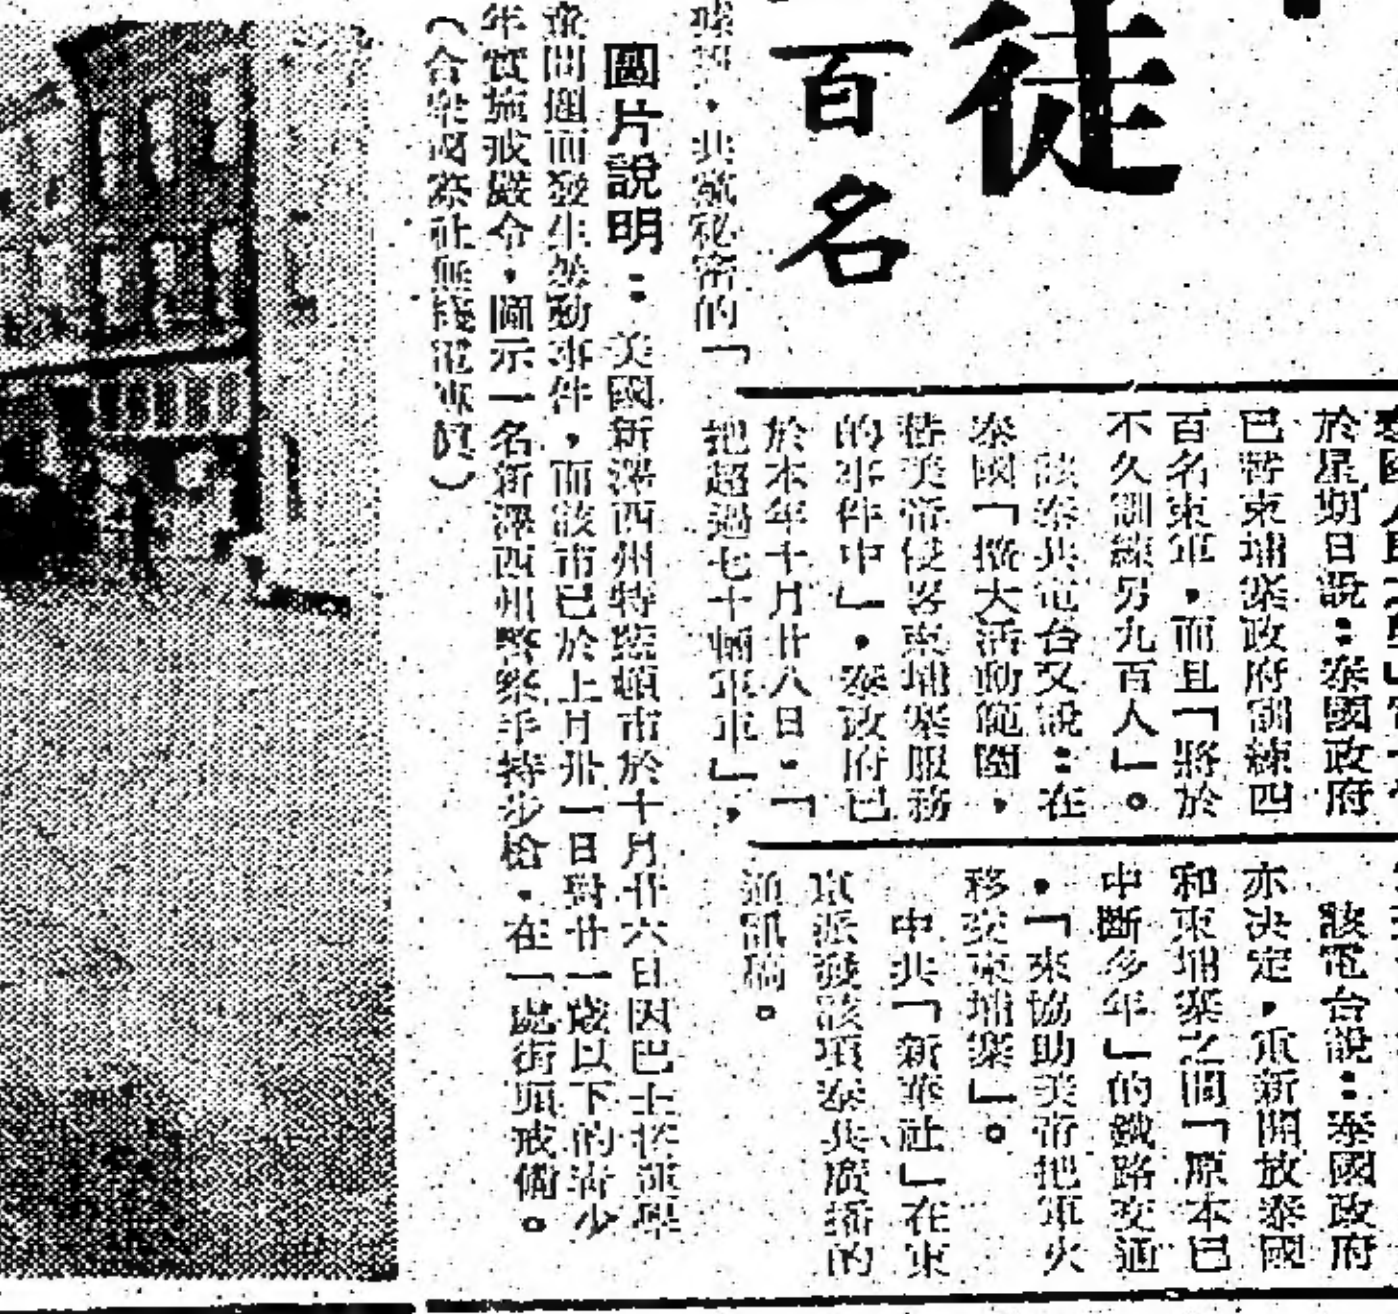 徒
百名
於星期日說：泰國政府
已替柬埔寨政府訓練四
百名柬軍，而且「將於
不久訓練另九百人」。
該泰共電台又說：在
泰國「擴大活動範圍，
替美帝侵畧柬埔寨服務
的事件中」，泰政府已
於本年十月廿八日，「
把超過七十輛軍車」，
該電台說：泰國政府
亦决定，重新開放泰國
和柬埔寨之間「原本已
中斷多年」的鐵路交通
，「來協助美帝把軍火
移交柬埔寨」。
中共「新華社」在東
京派發該項泰共廣播的
通訊稿。
，共黨秘密的「
圖片說明：美國新澤西州特蘭頓市於十月廿六日因巴士接運學
童問題而發生暴動事件，而該市已於上月卅一日對廿一歲以下的青少
年實施戒嚴令，圖示一名新澤西州警察手持步槍，在一處街頭戒備。
（合衆國際社無綫電傳眞）